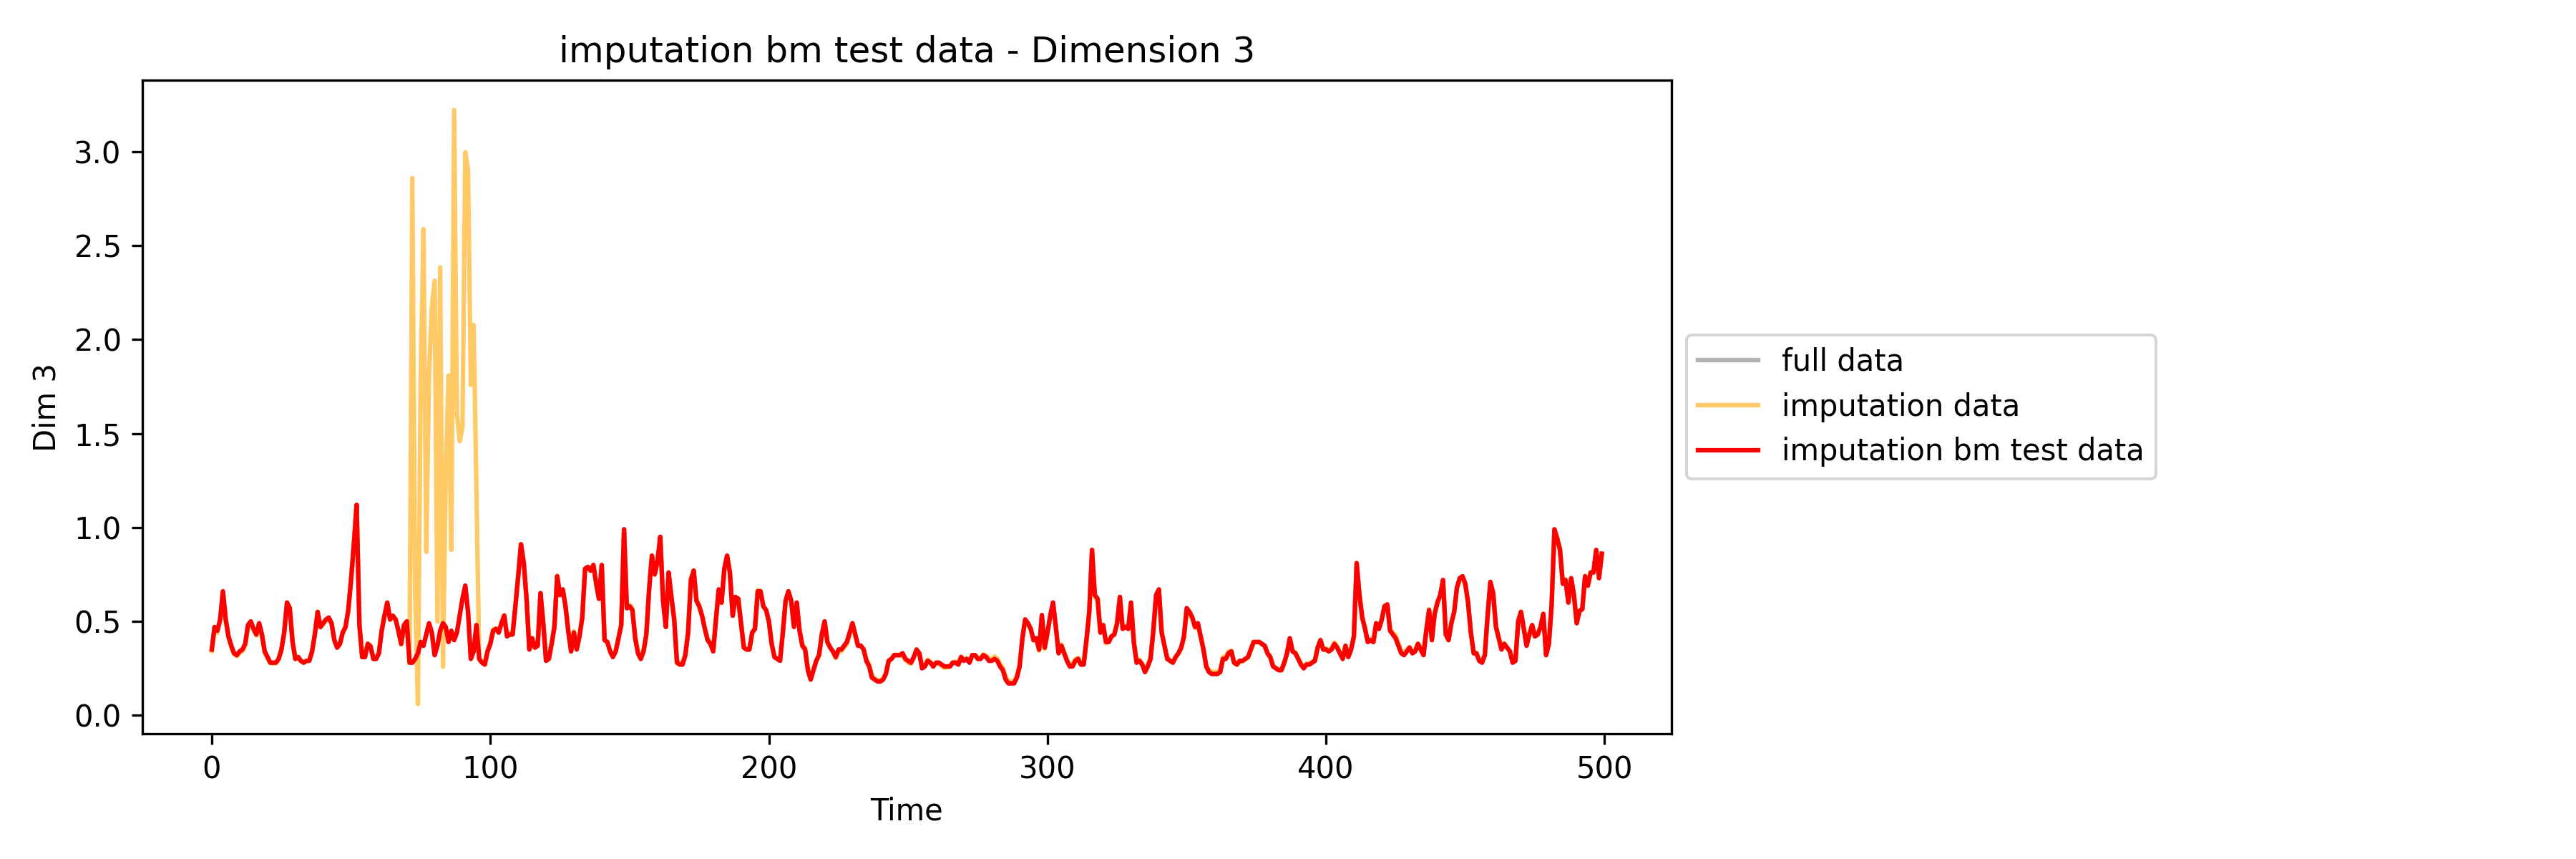 imputation bm test data - Dimension 3
3.0
2.5
2.0
1.5
1.0
0.5
0.0
Dim 3
0 100 200 300 400 500
Time
full data
imputation data
imputation bm test data